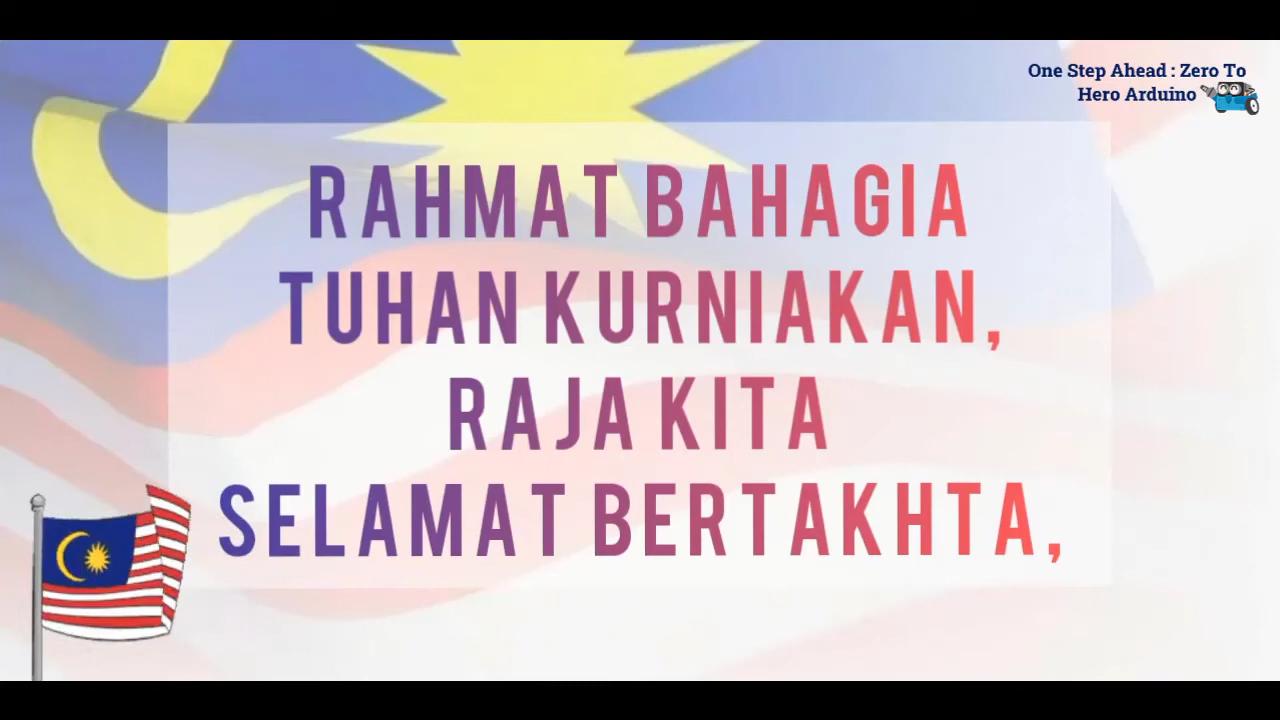 One Step Ahead : Zero To
Hero Arduino
RAHMAT BAHAGIA
TUHAN KURNIAKAN,
RAJA KITA
SELAMAT BERTAKHTA,